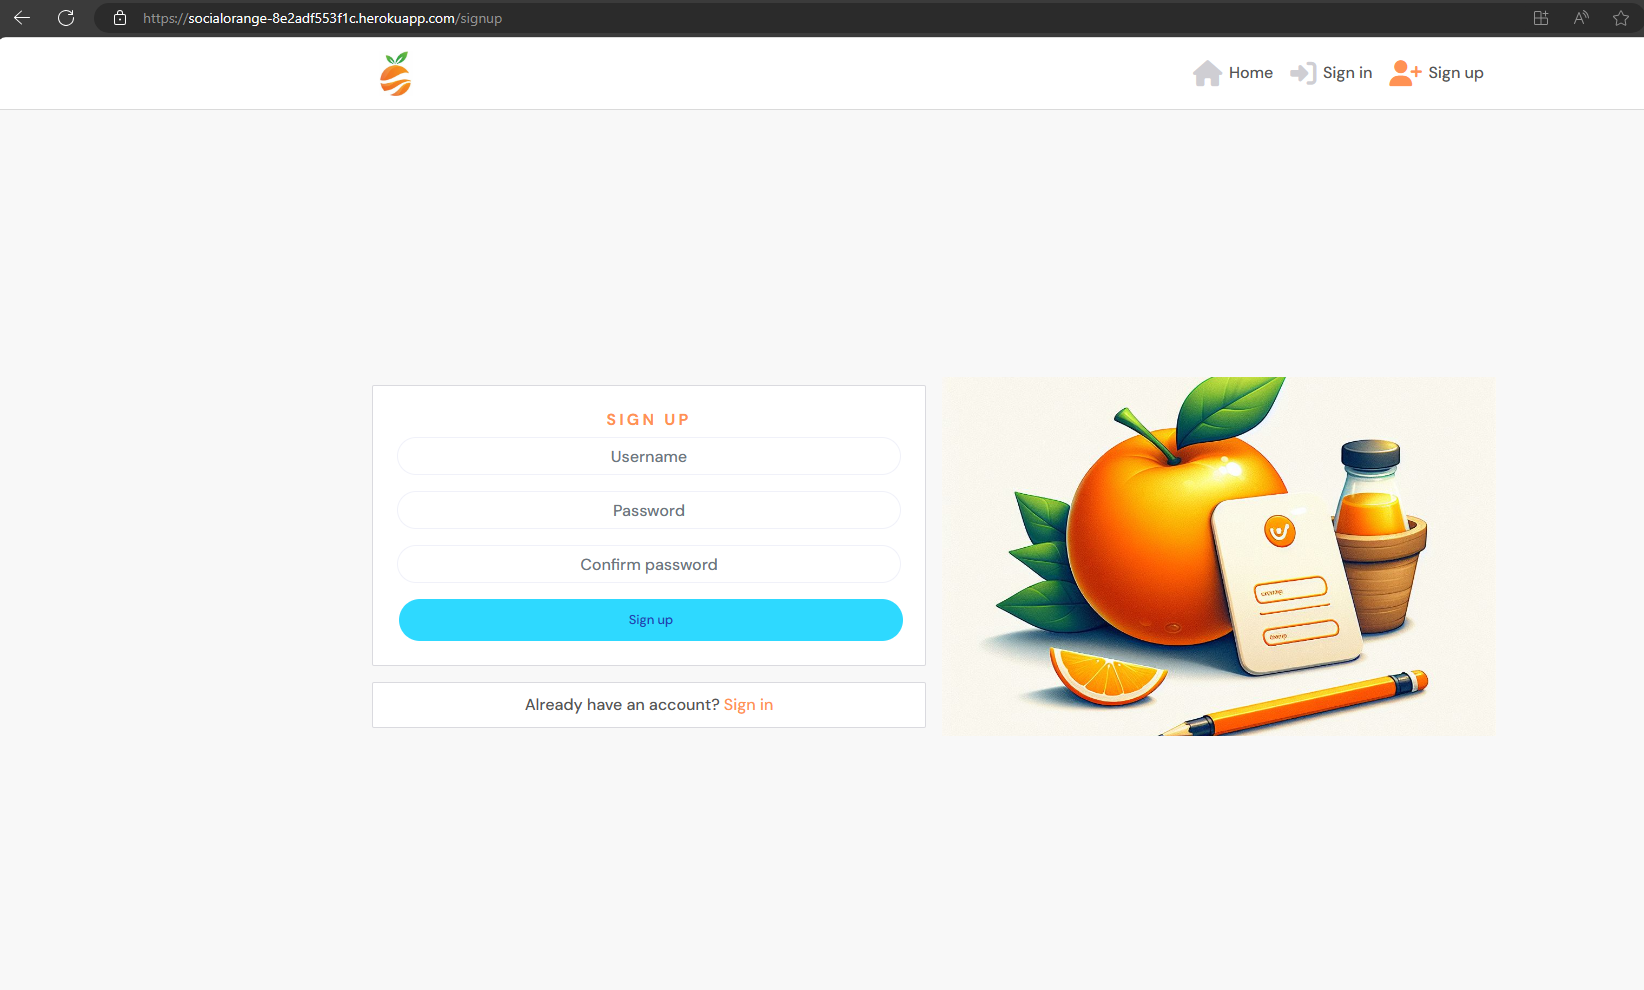 https://socialorange-8e2adf553f1c.herokuapp.com/signup
Home
Sign in
Sign up
SIGN UP
Username
Password
Confirm password
Sign up
Already have an account? Sign in